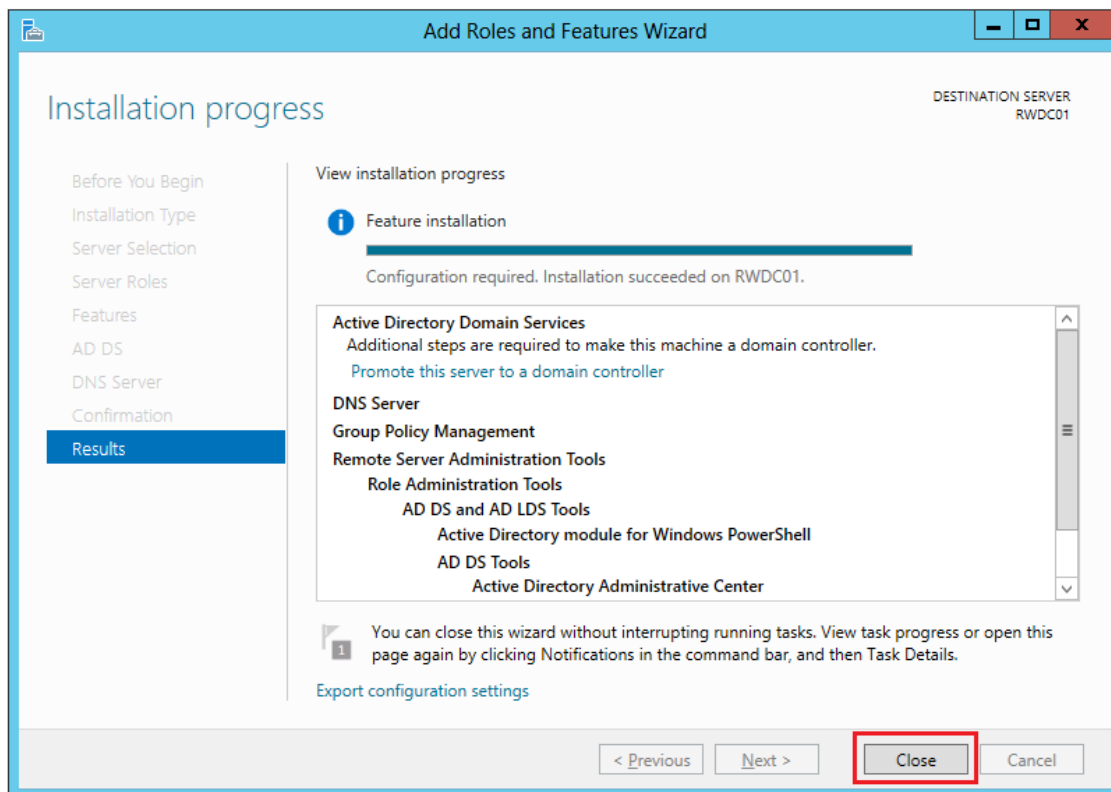 Add Roles and Features Wizard
Installation progress
DESTINATION SERVER
RWDC01
Before You Begin
Installation Type
Server Selection
Server Roles
Features
AD DS
DNS Server
Confirmation
Results
View installation progress
Feature installation
Configuration required. Installation succeeded on RWDC01.
Active Directory Domain Services
Additional steps are required to make this machine a domain controller.
Promote this server to a domain controller
DNS Server
Group Policy Management
Remote Server Administration Tools
Role Administration Tools
AD DS and AD LDS Tools
Active Directory module for Windows PowerShell
AD DS Tools
Active Directory Administrative Center
1
You can close this wizard without interrupting running tasks. View task progress or open this
page again by clicking Notifications in the command bar, and then Task Details.
Export configuration settings
< Previous
Next >
Close
Cancel